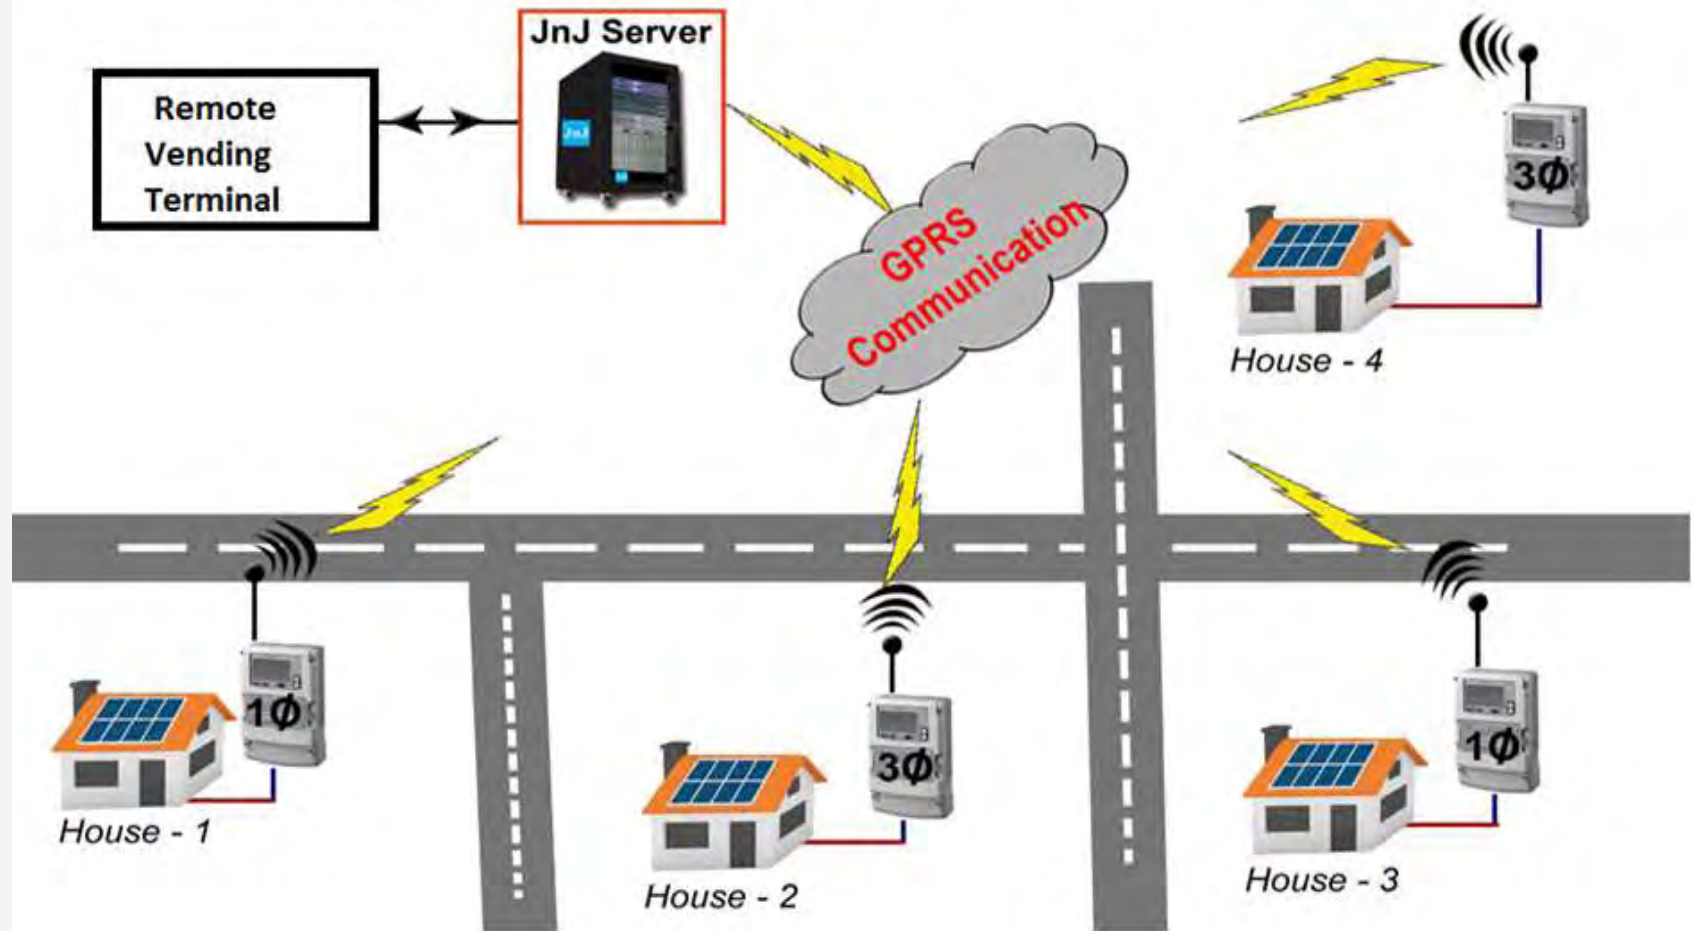 JnJ Server
JnJ
Remote
Vending
Terminal
GPRS
Communication
3Φ
House - 4
1Φ
House - 1
3Φ
House - 2
1Φ
House - 3